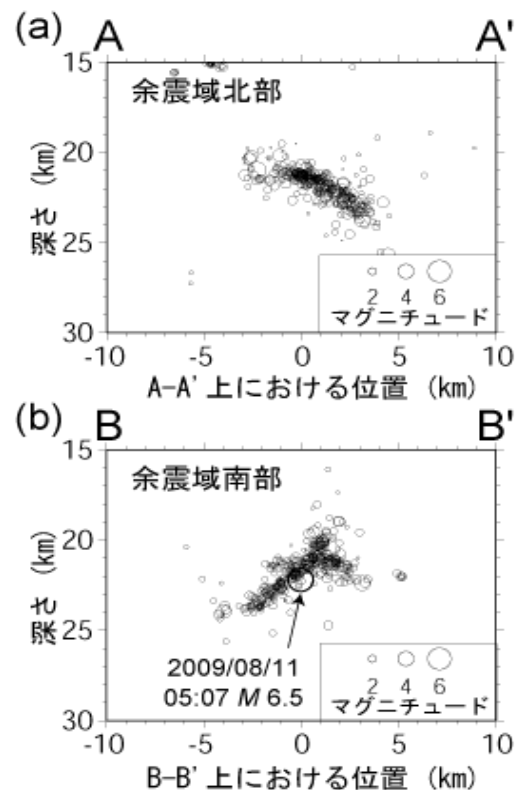 (a) A A'
余震域北部
15
20
25
30
深さ (km)
2 4 6
マグニチュード
-10 -5 0 5 10
A-A' 上における位置 (km)
(b) B B'
余震域南部
15
20
25
30
深さ (km)
2009/08/11
05:07 M 6.5
2 4 6
マグニチュード
-10 -5 0 5 10
B-B' 上における位置 (km)